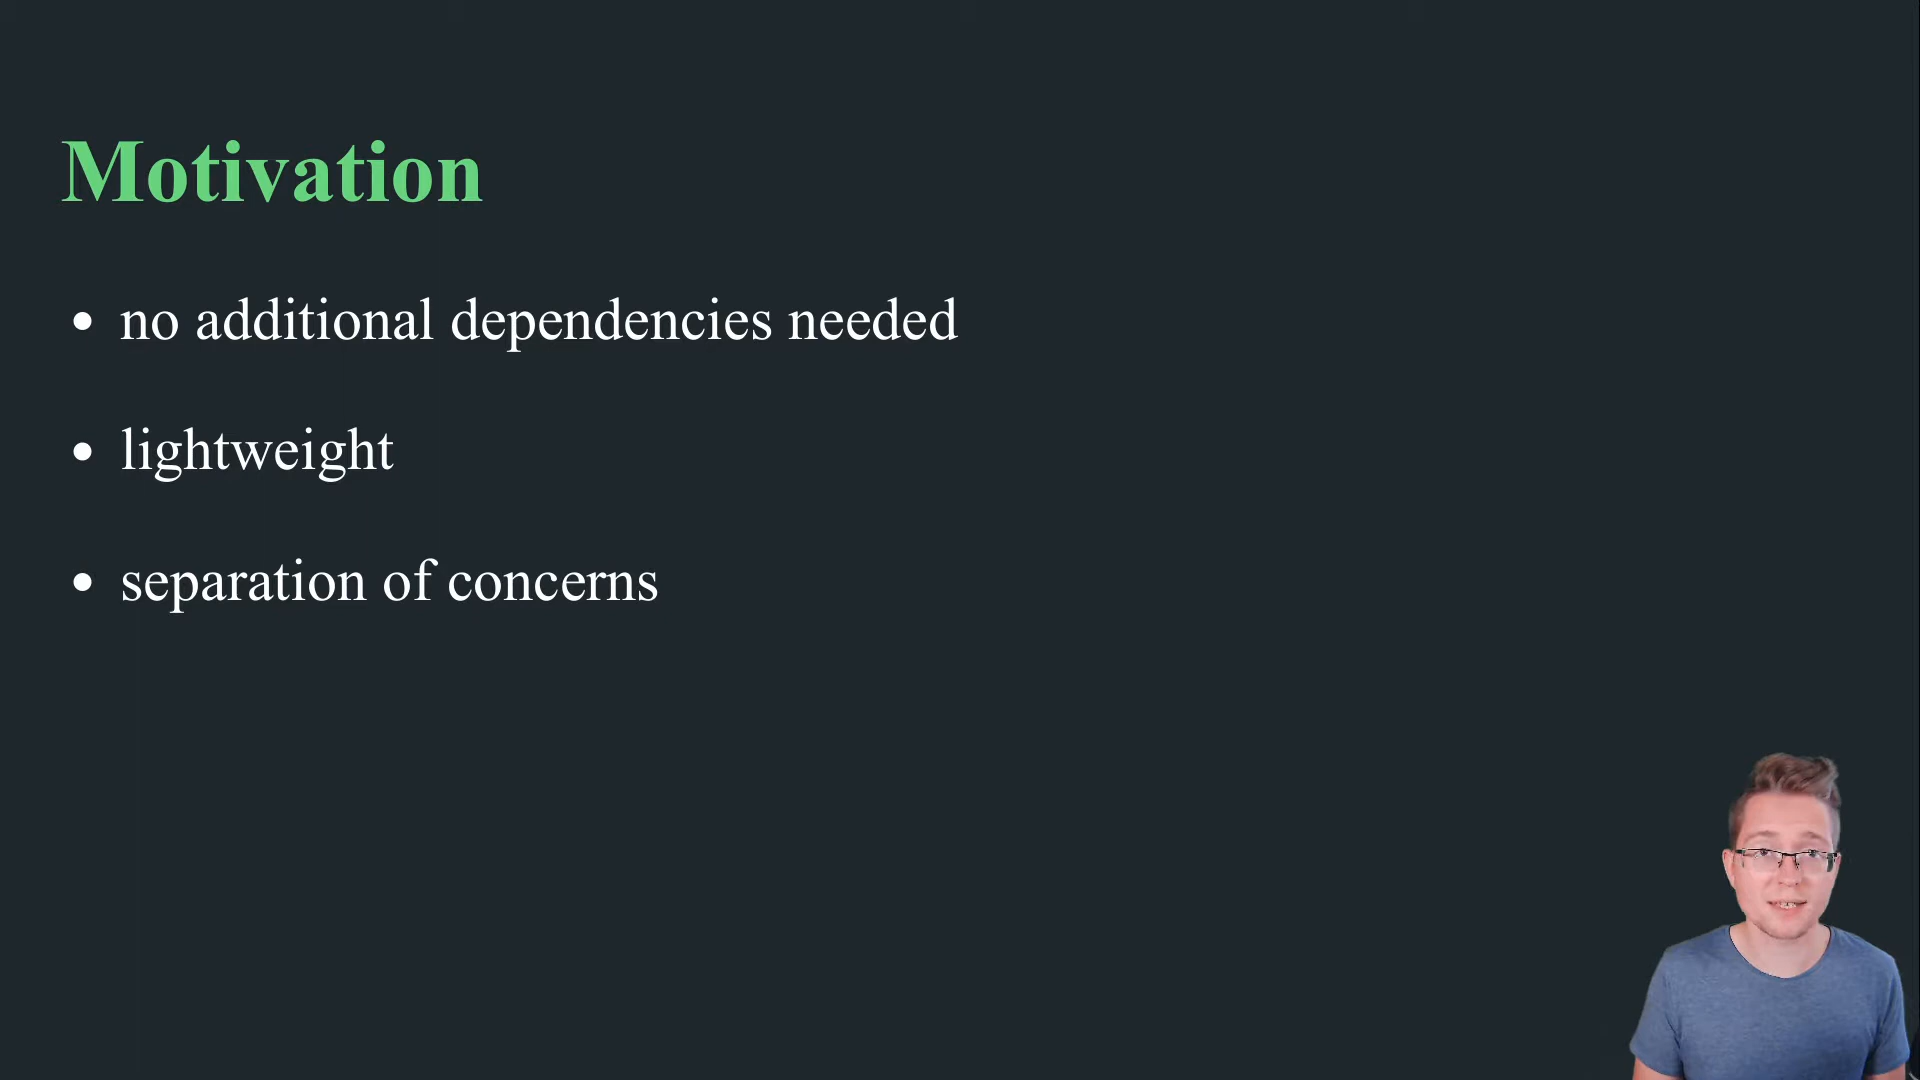 Motivation
• no additional dependencies needed
• lightweight
• separation of concerns